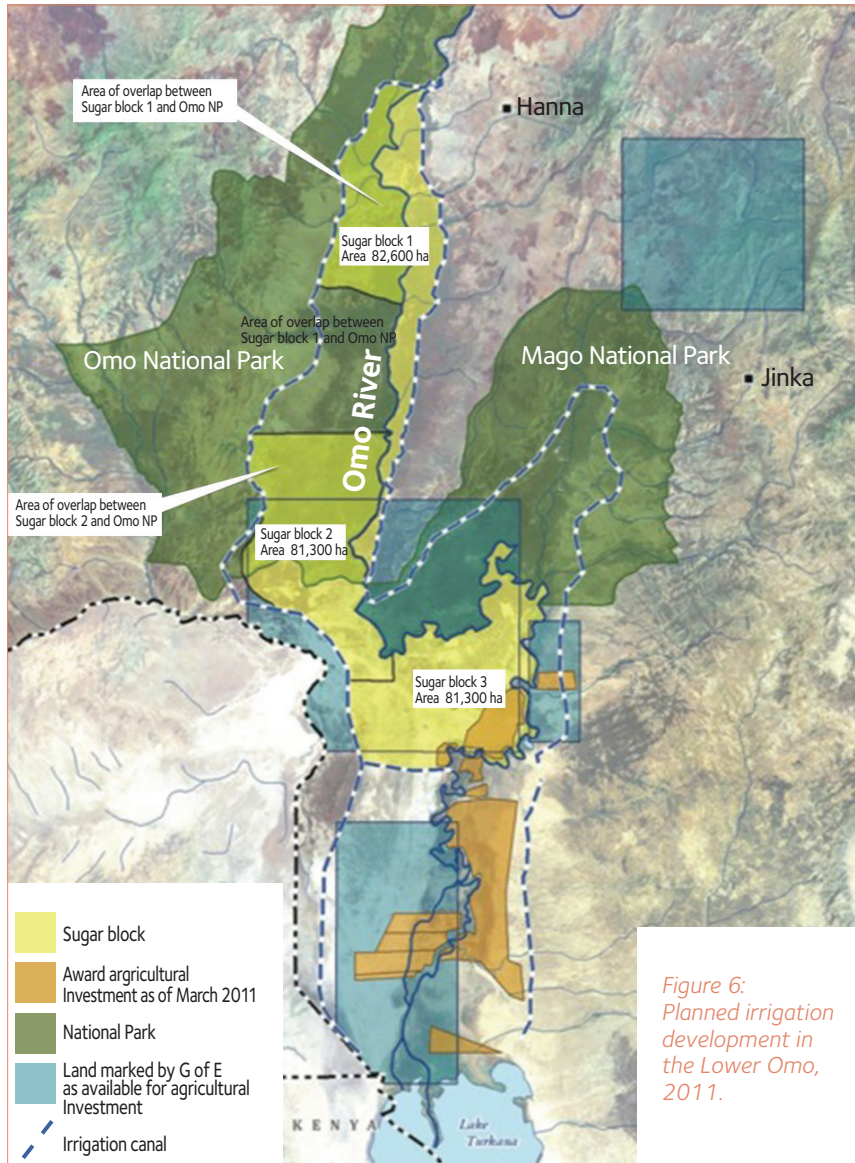 Area of overlap between
Sugar block 1 and Omo NP
Hanna
Sugar block 1
Area 82,600 ha
Area of overlap between
Sugar block 1 and Omo NP
Omo National Park
Omo River
Mago National Park
Jinka
Area of overlap between
Sugar block 2 and Omo NP
Sugar block 2
Area 81,300 ha
Sugar block 3
Area 81,300 ha
Sugar block
Award argricultural
Investment as of March 2011
National Park
Land marked by G of E
as available for agricultural
Investment
Irrigation canal
Figure 6:
Planned irrigation
development in
the Lower Omo,
2011.
KENYA
Lake
Turkana